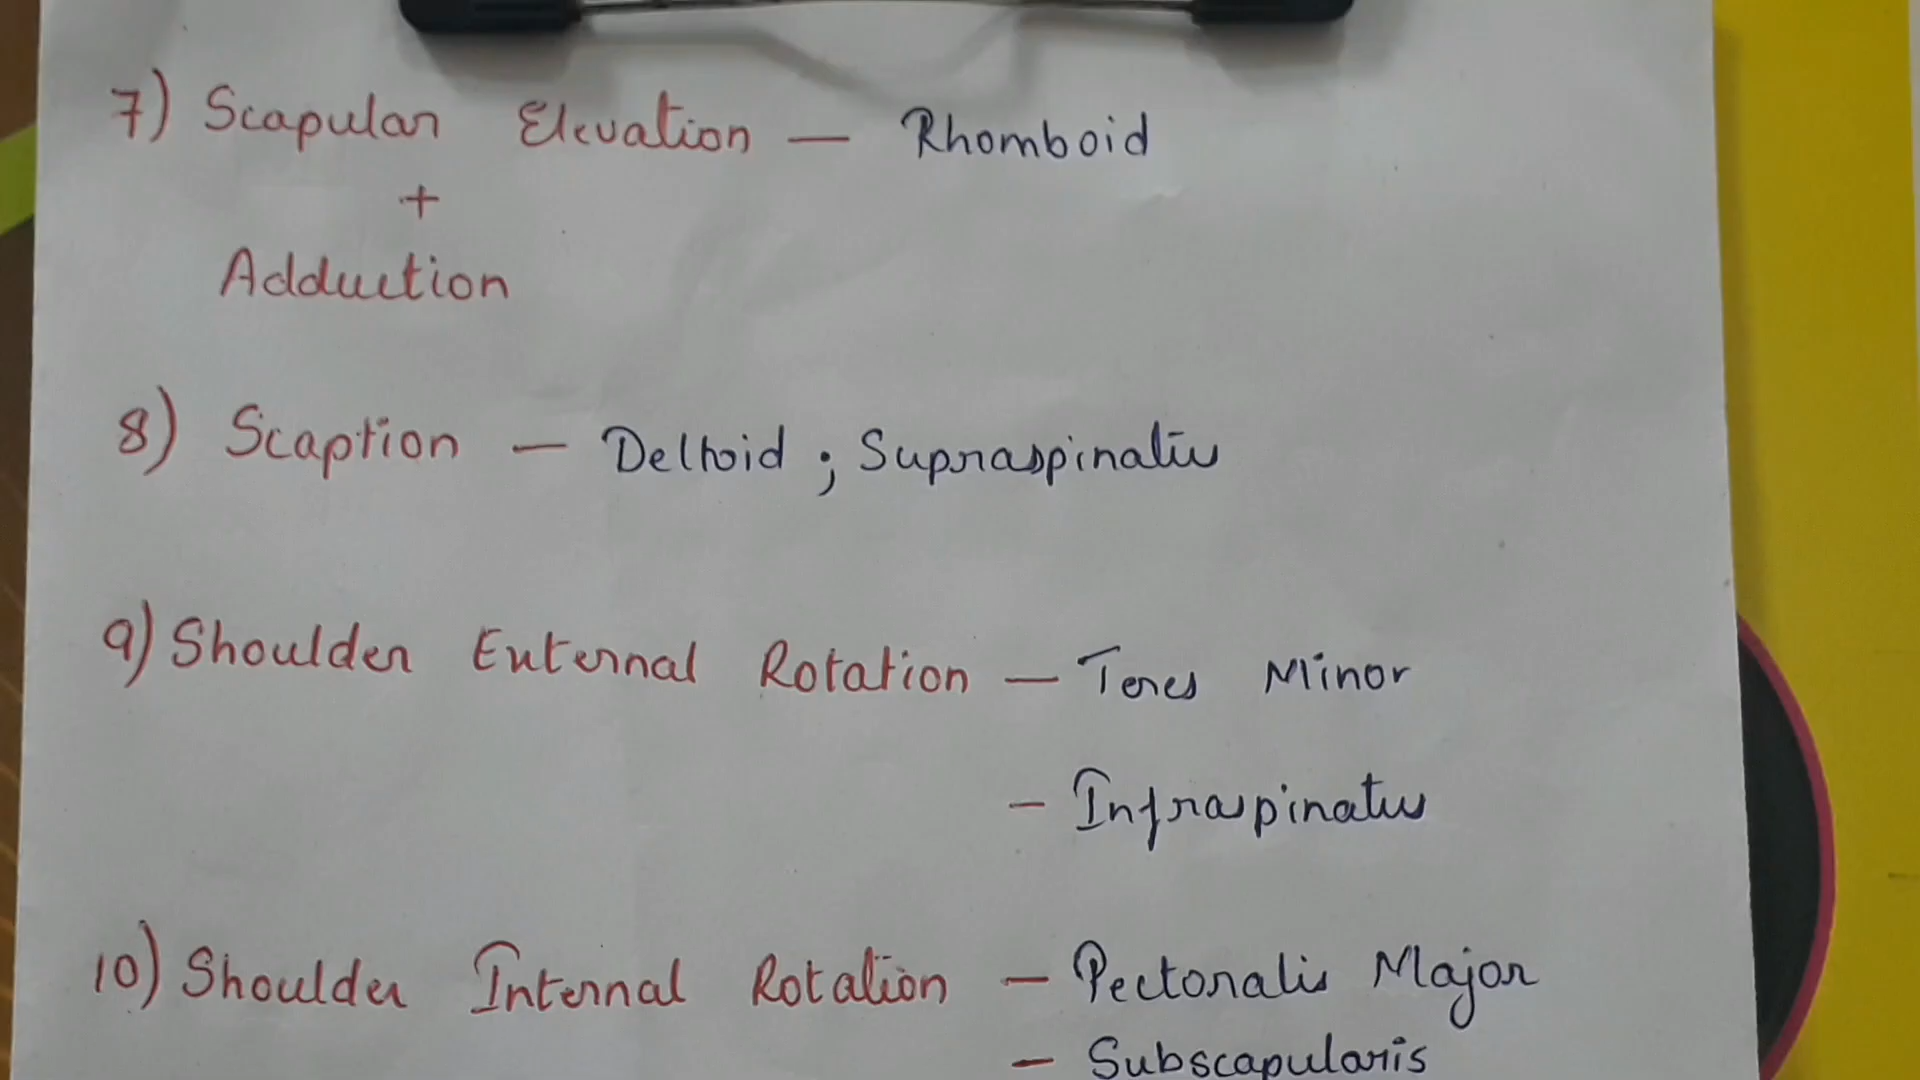 7) Scapular Elevation — Rhomboid
+
Adduction
8) Scaption — Deltoid ; Supraspinatus
9) Shoulder External Rotation — Teres Minor
— Infraspinatus
10) Shoulder Internal Rotation — Pectoralis Major
— Subscapularis